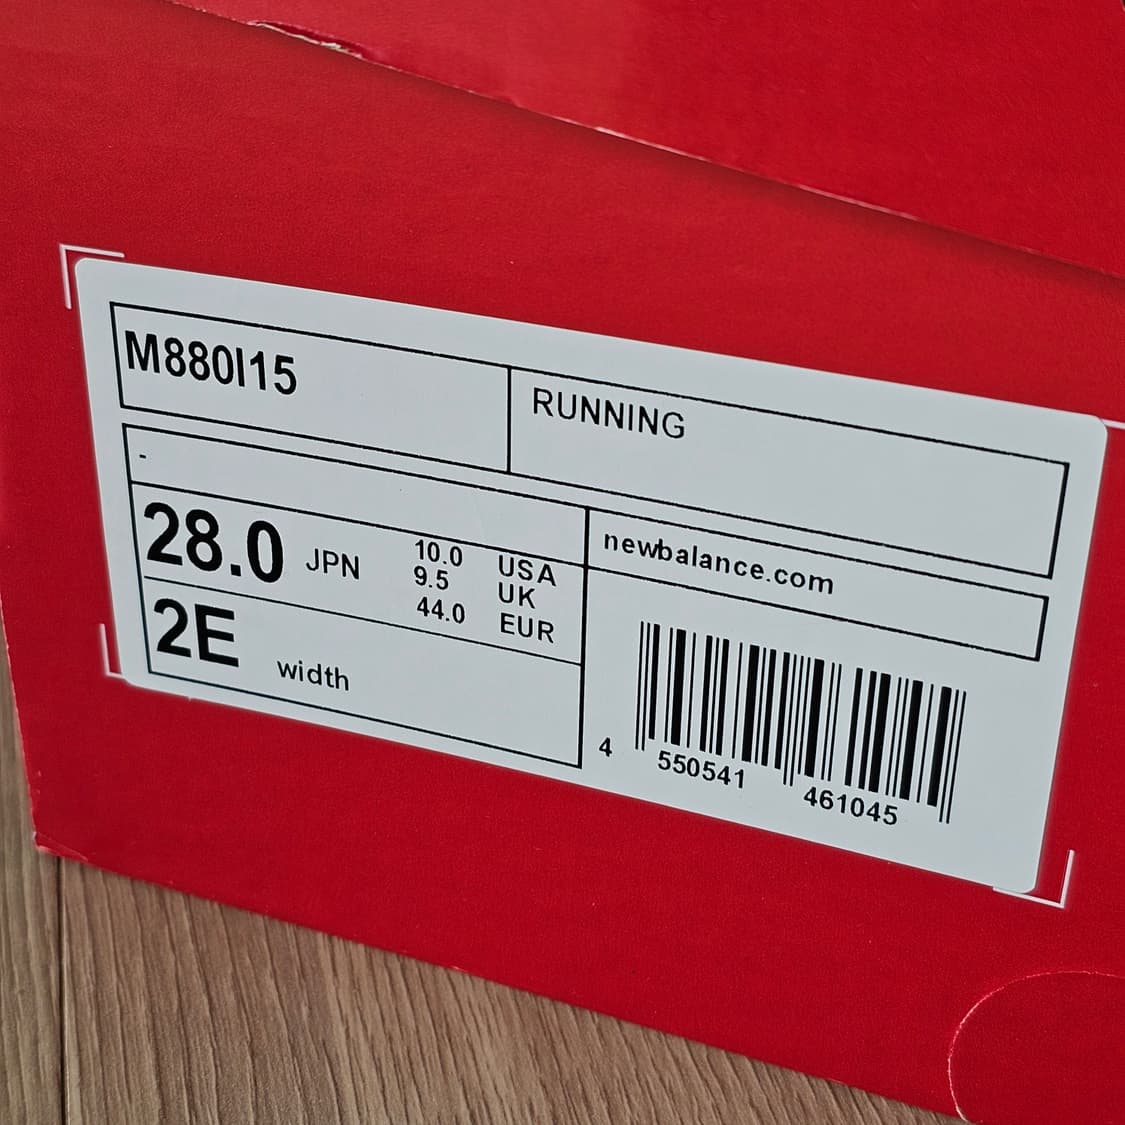 M880I15
RUNNING
-
28.0 JPN
10.0 USA
9.5 UK
44.0 EUR
2E width
newbalance.com
4 550541 461045